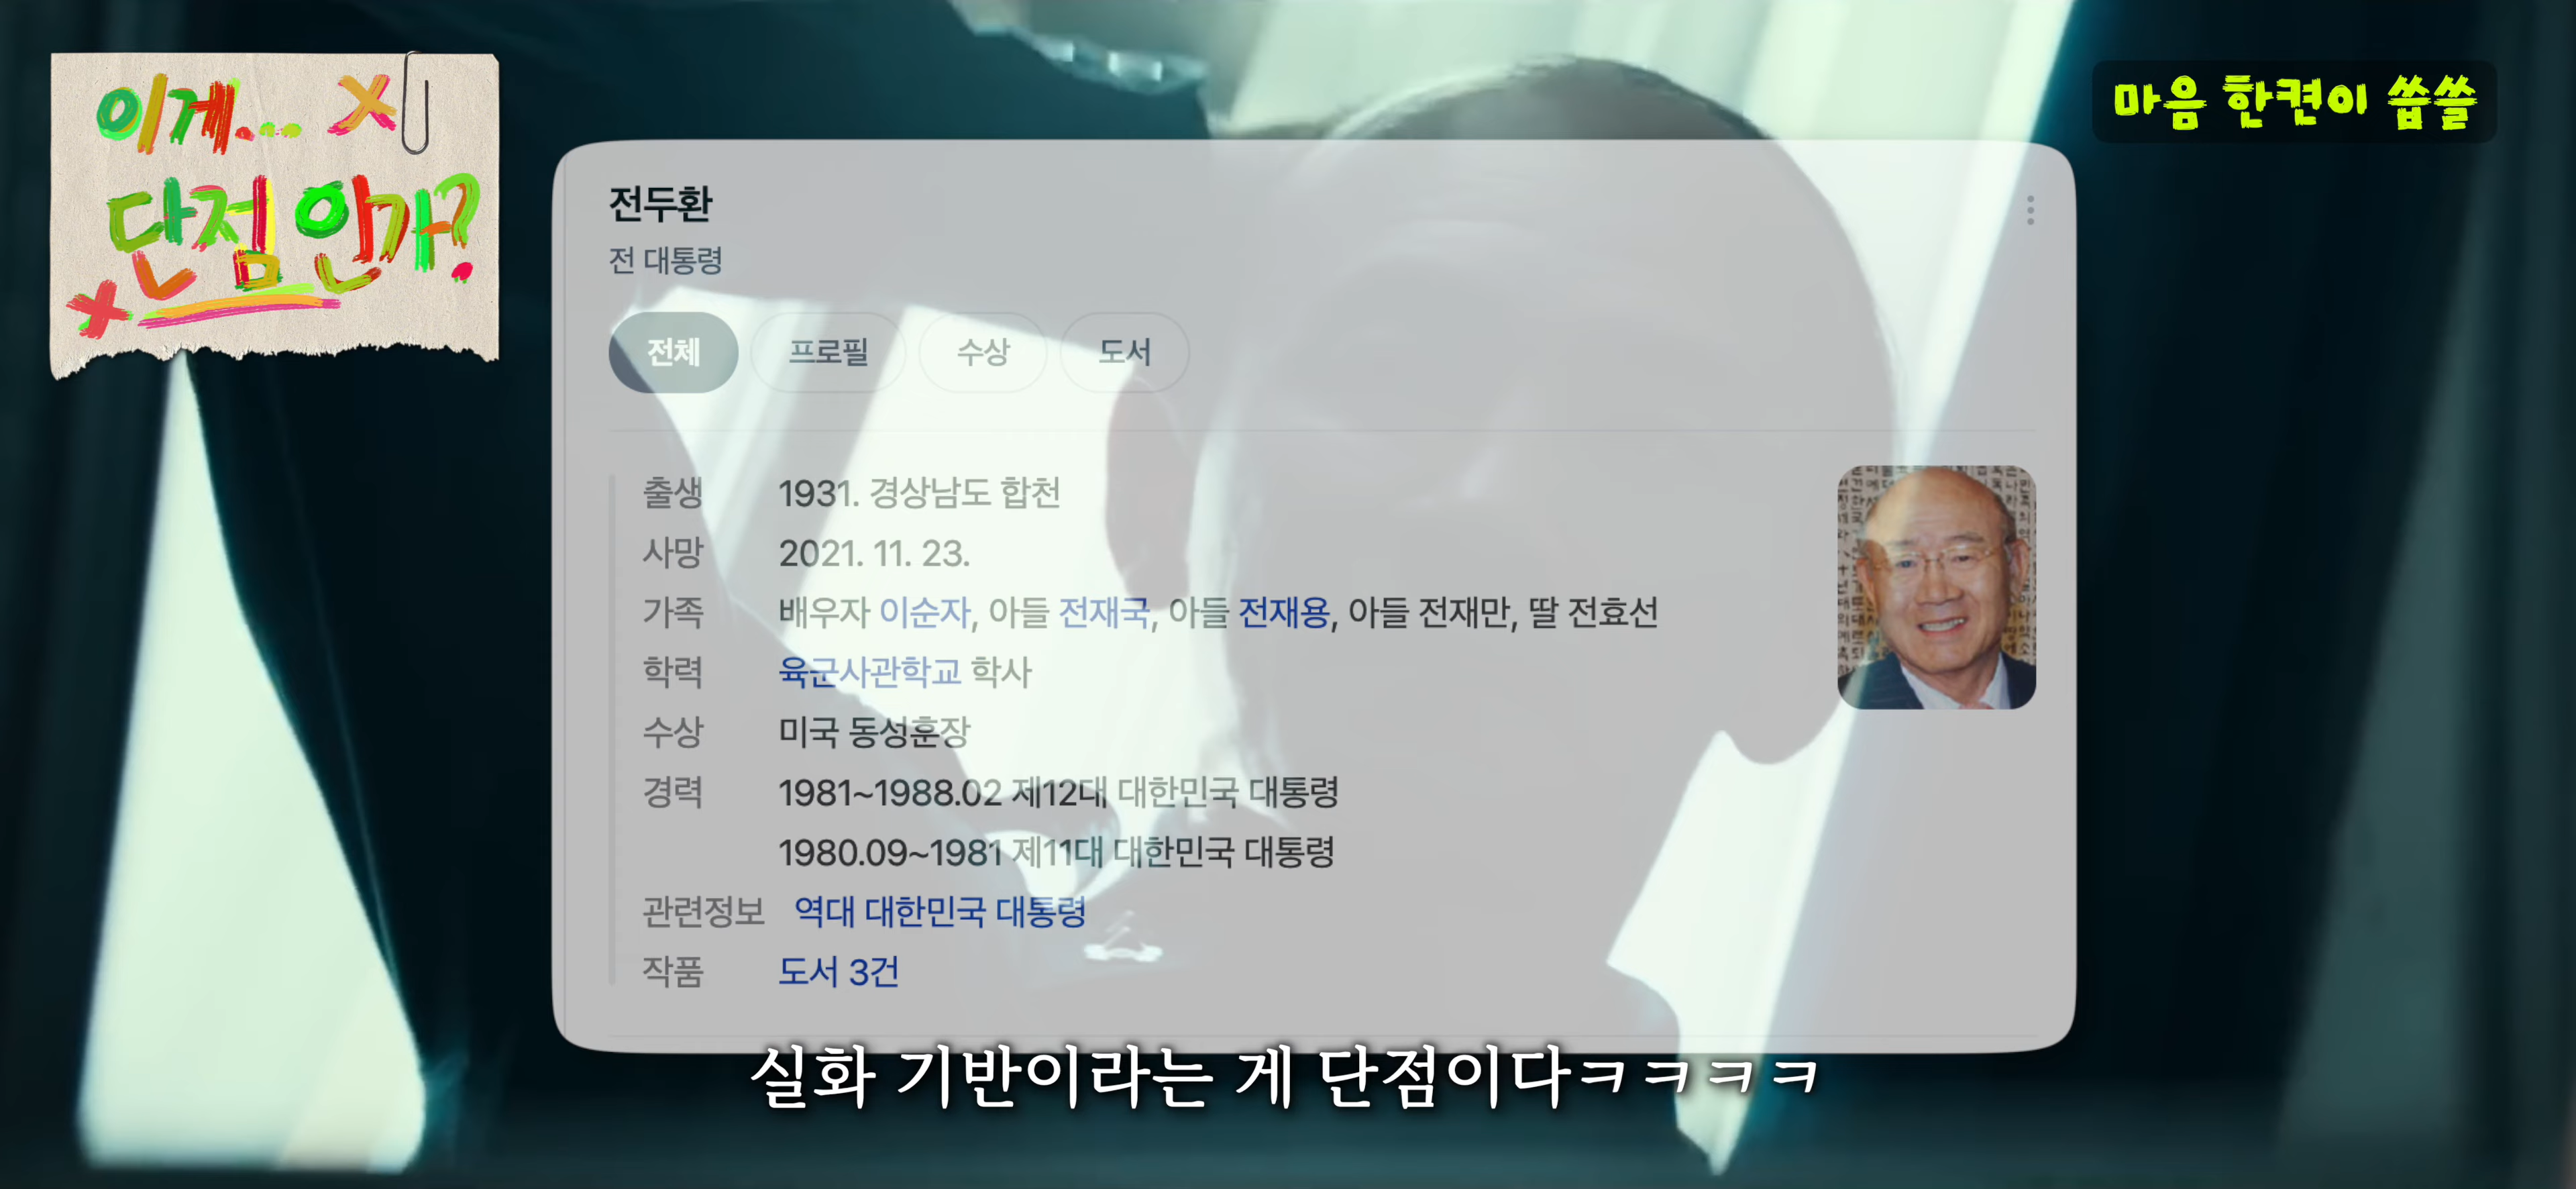 이게...
단점인가?
마음 한켠이 씁쓸
전두환
전 대통령
전체 프로필 수상 도서
출생 1931. 경상남도 합천
사망 2021. 11. 23.
가족 배우자 이순자, 아들 전재국, 아들 전재용, 아들 전재만, 딸 전효선
학력 육군사관학교 학사
수상 미국 동성훈장
경력 1981~1988.02 제12대 대한민국 대통령
1980.09~1981 제11대 대한민국 대통령
관련정보 역대 대한민국 대통령
작품 도서 3건
실화 기반이라는 게 단점이다ㅋㅋㅋㅋ